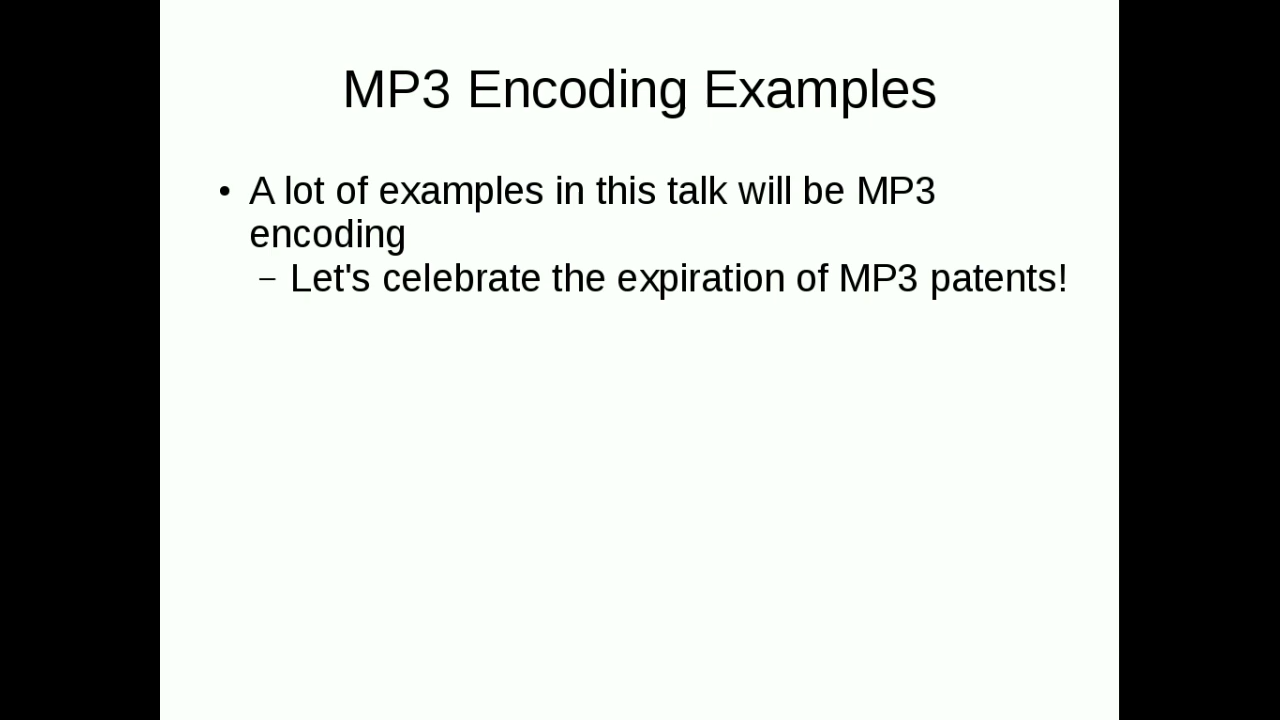 MP3 Encoding Examples
• A lot of examples in this talk will be MP3
encoding
– Let's celebrate the expiration of MP3 patents!